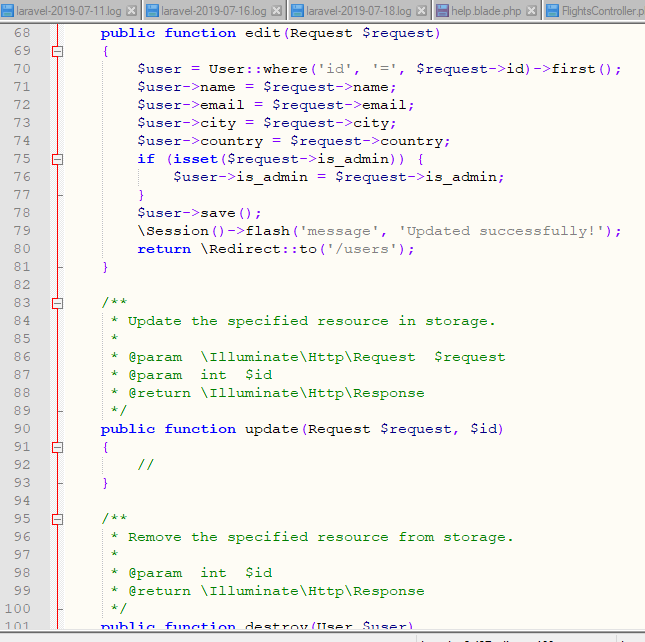 laravel-2019-07-11.log laravel-2019-07-16.log laravel-2019-07-18.log help.blade.php FlightsController.p
68 public function edit(Request $request)
69 {
70 $user = User::where('id', '=', $request->id)->first();
71 $user->name = $request->name;
72 $user->email = $request->email;
73 $user->city = $request->city;
74 $user->country = $request->country;
75 if (isset($request->is_admin)) {
76 $user->is_admin = $request->is_admin;
77 }
78 $user->save();
79 \Session()->flash('message', 'Updated successfully!');
80 return \Redirect::to('/users');
81 }
82
83 /**
84 * Update the specified resource in storage.
85 *
86 * @param  \Illuminate\Http\Request  $request
87 * @param  int  $id
88 * @return \Illuminate\Http\Response
89 */
90 public function update(Request $request, $id)
91 {
92 //
93 }
94
95 /**
96 * Remove the specified resource from storage.
97 *
98 * @param  int  $id
99 * @return \Illuminate\Http\Response
100 */
101 public function destroy(User $user)